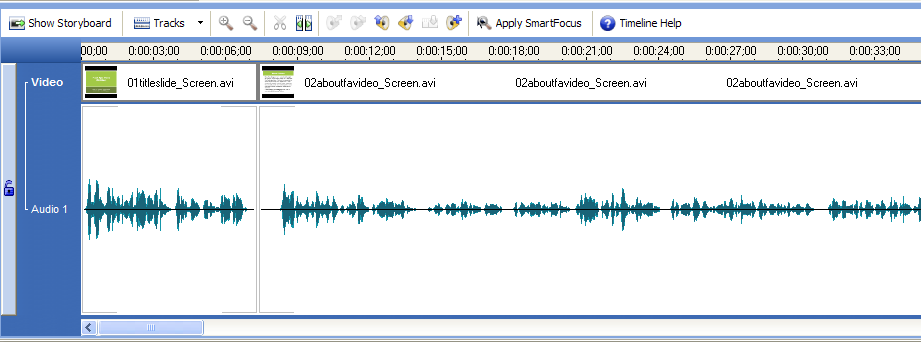 Show Storyboard Tracks Apply SmartFocus Timeline Help
00;00 0:00:03;00 0:00:06;00 0:00:09;00 0:00:12;00 0:00:15;00 0:00:18;00 0:00:21;00 0:00:24;00 0:00:27;00 0:00:30;00 0:00:33;00
Video 01titleslide_Screen.avi 02aboutfavideo_Screen.avi 02aboutfavideo_Screen.avi 02aboutfavideo_Screen.avi
Audio 1